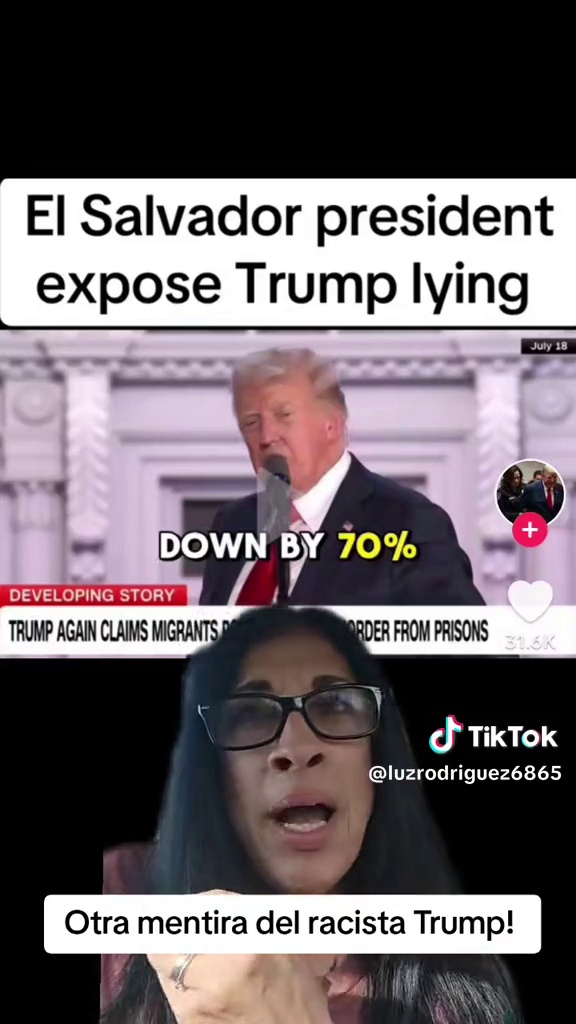 El Salvador president
expose Trump lying
July 18
DOWN BY 70%
DEVELOPING STORY
TRUMP AGAIN CLAIMS MIGRANTS
FROM PRISONS
31.6K
TikTok
@luzrodriguez6865
Otra mentira del racista Trump!